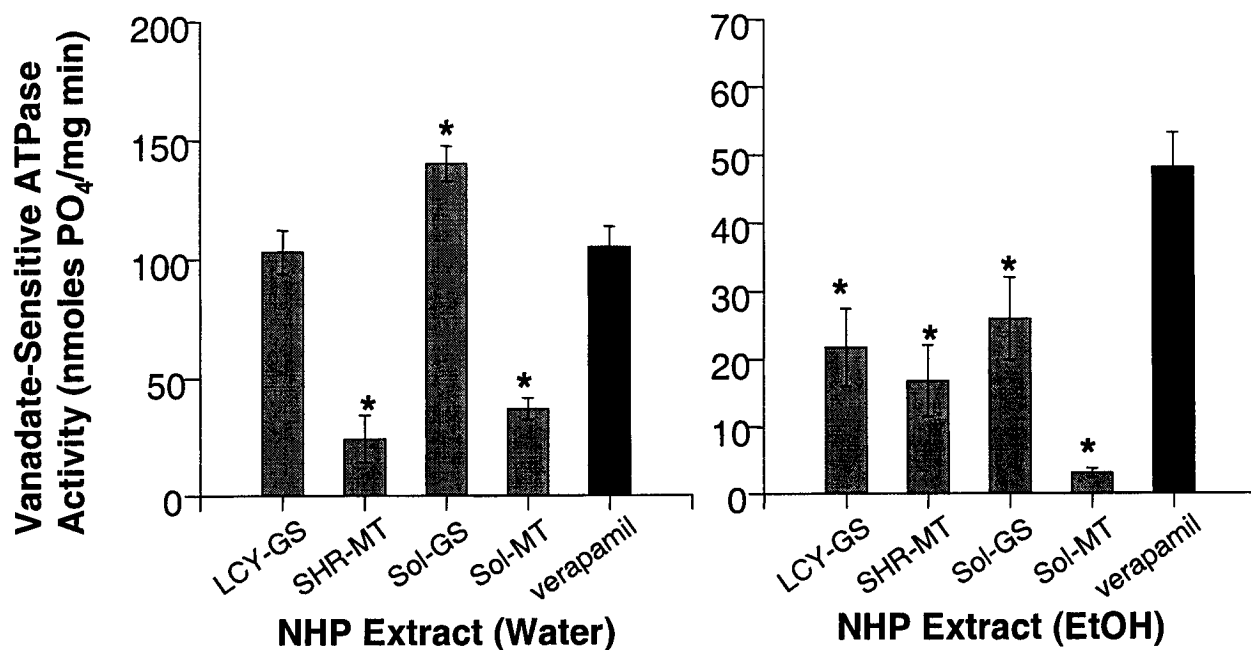 Vanadate-Sensitive ATPase
Activity (nmoles PO₄/mg min)
200
150
100
50
0
*
*
*
LCY-GS
SHR-MT
Sol-GS
Sol-MT
verapamil
NHP Extract (Water)
70
60
50
40
30
20
10
0
*
*
*
*
LCY-GS
SHR-MT
Sol-GS
Sol-MT
verapamil
NHP Extract (EtOH)